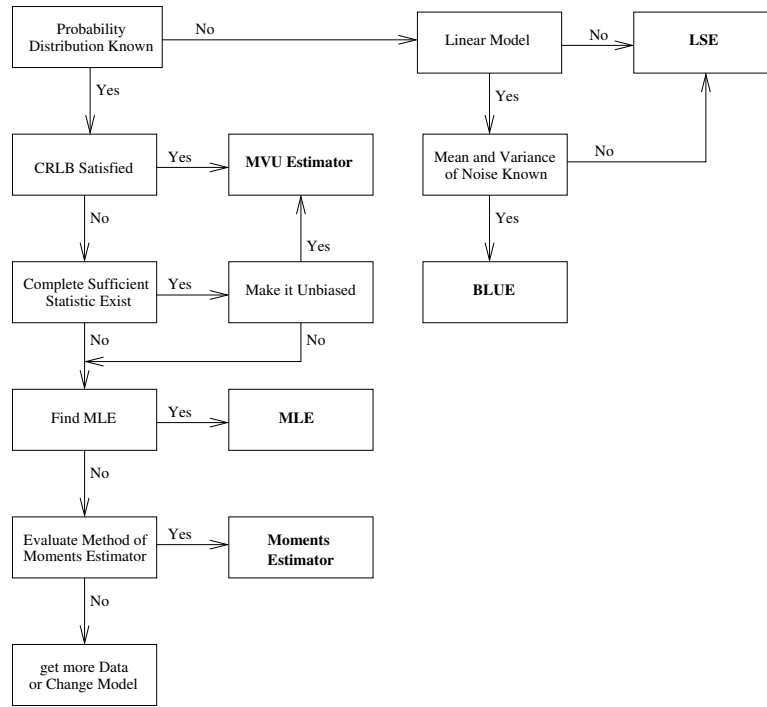 Probability
Distribution Known
No
Linear Model
No
LSE
Yes
Yes
CRLB Satisfied
Yes
MVU Estimator
Mean and Variance
of Noise Known
No
No
Yes
Yes
Complete Sufficient
Statistic Exist
Yes
Make it Unbiased
BLUE
No
No
Find MLE
Yes
MLE
No
Evaluate Method of
Moments Estimator
Yes
Moments
Estimator
No
get more Data
or Change Model